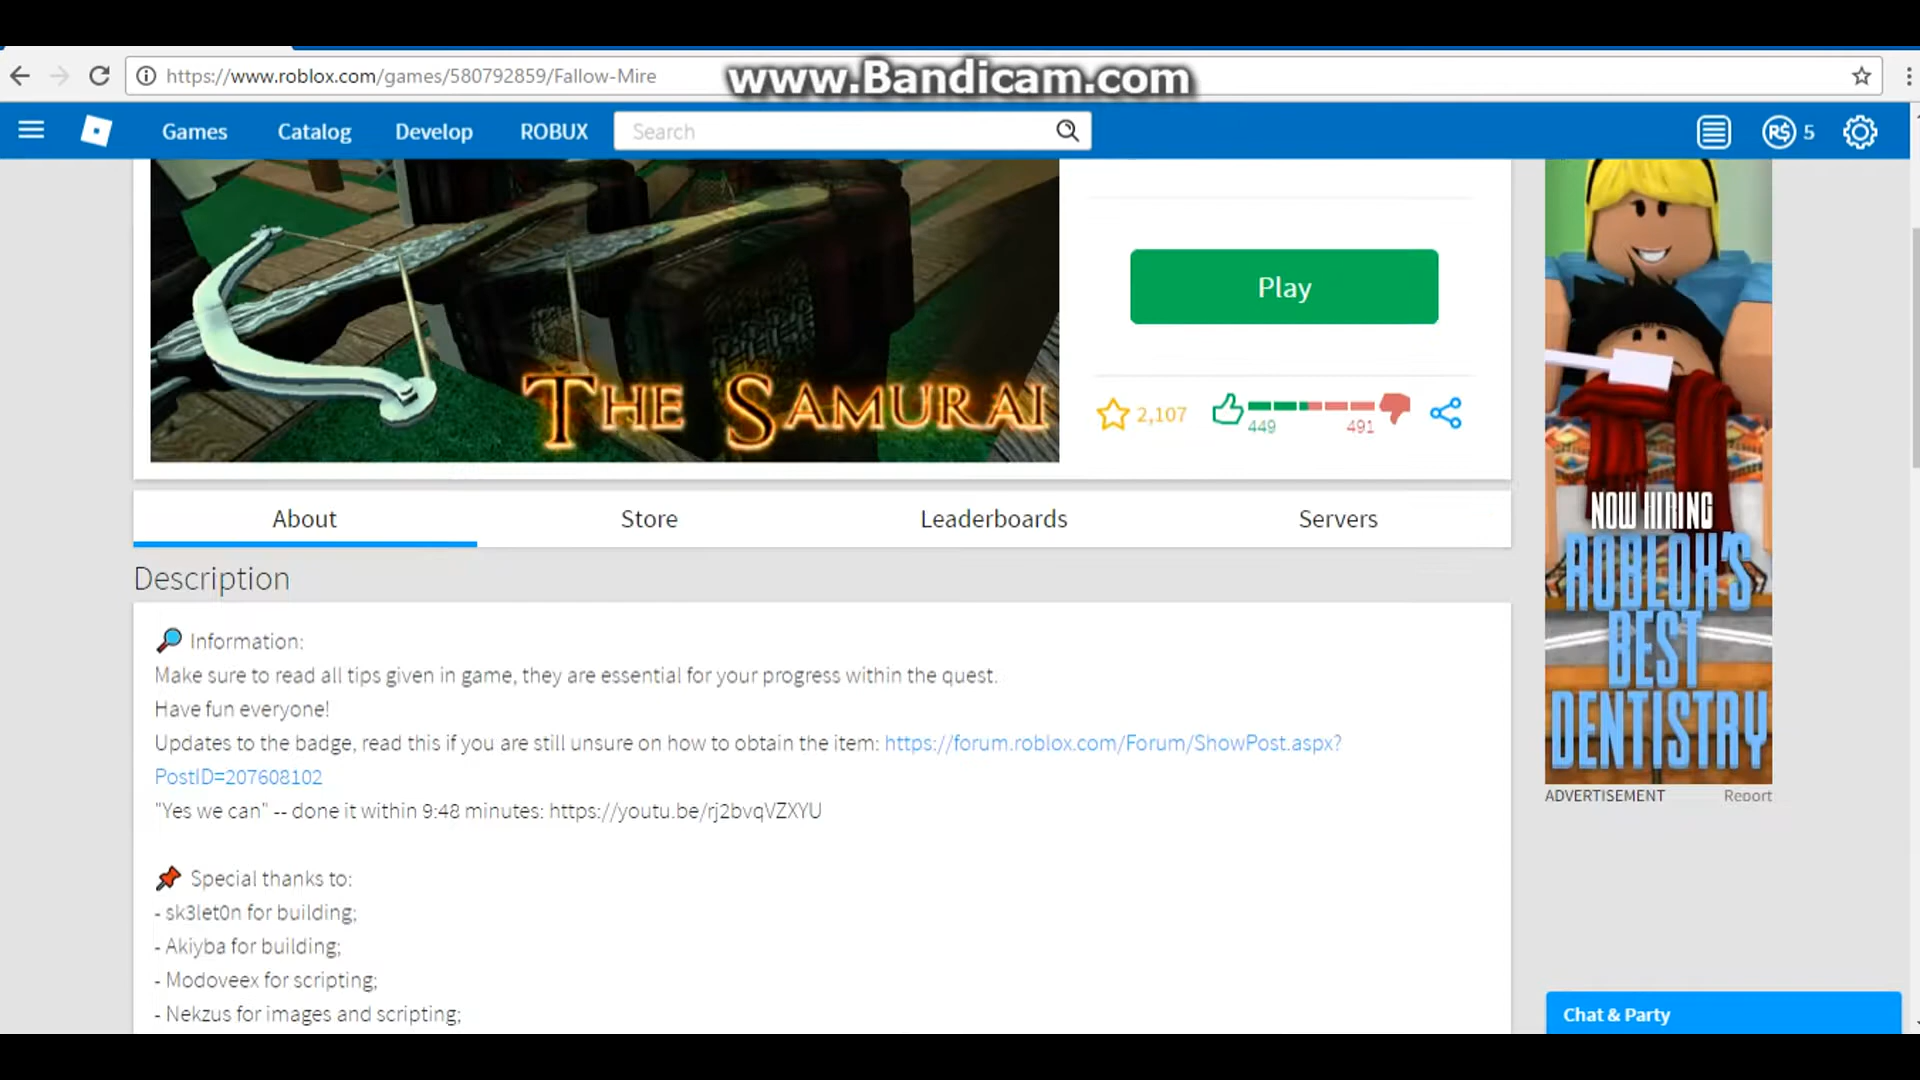 https://www.roblox.com/games/580792859/Fallow-Mire
www.Bandicam.com
Games Catalog Develop ROBUX Search R$ 5
THE SAMURAI
Play
2,107 449 491
About Store Leaderboards Servers
Description
Information:
Make sure to read all tips given in game, they are essential for your progress within the quest.
Have fun everyone!
Updates to the badge, read this if you are still unsure on how to obtain the item: https://forum.roblox.com/Forum/ShowPost.aspx?
PostID=207608102
"Yes we can" -- done it within 9:48 minutes: https://youtu.be/rj2bvqVZXYU
Special thanks to:
- sk3let0n for building;
- Akiyba for building;
- Modoveex for scripting;
- Nekzus for images and scripting;
NOW HIRING
ROBLOX'S
BEST
DENTISTRY
ADVERTISEMENT Report
Chat & Party